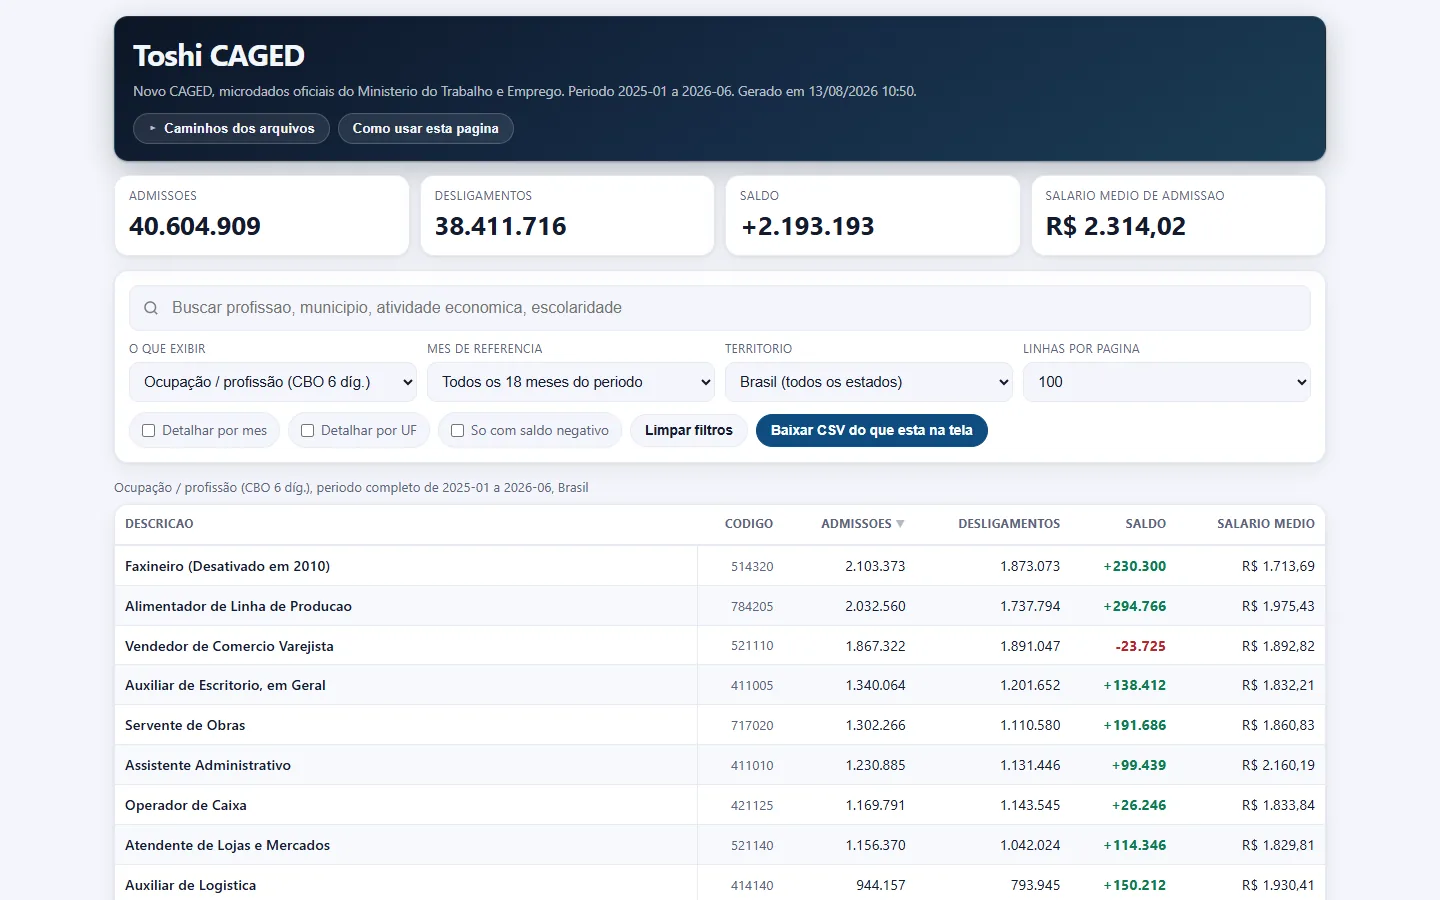 Toshi CAGED
Novo CAGED, microdados oficiais do Ministerio do Trabalho e Emprego. Periodo 2025-01 a 2026-06. Gerado em 13/08/2026 10:50.
Caminhos dos arquivos Como usar esta pagina
ADMISSOES DESLIGAMENTOS SALDO SALARIO MEDIO DE ADMISSAO
40.604.909 38.411.716 +2.193.193 R$ 2.314,02
Buscar profissao, municipio, atividade economica, escolaridade
O QUE EXIBIR MES DE REFERENCIA TERRITORIO LINHAS POR PAGINA
Ocupação / profissão (CBO 6 díg.) Todos os 18 meses do periodo Brasil (todos os estados) 100
Detalhar por mes Detalhar por UF So com saldo negativo Limpar filtros Baixar CSV do que esta na tela
Ocupação / profissão (CBO 6 díg.), periodo completo de 2025-01 a 2026-06, Brasil
DESCRICAO CODIGO ADMISSOES ▼ DESLIGAMENTOS SALDO SALARIO MEDIO
Faxineiro (Desativado em 2010) 514320 2.103.373 1.873.073 +230.300 R$ 1.713,69
Alimentador de Linha de Producao 784205 2.032.560 1.737.794 +294.766 R$ 1.975,43
Vendedor de Comercio Varejista 521110 1.867.322 1.891.047 -23.725 R$ 1.892,82
Auxiliar de Escritorio, em Geral 411005 1.340.064 1.201.652 +138.412 R$ 1.832,21
Servente de Obras 717020 1.302.266 1.110.580 +191.686 R$ 1.860,83
Assistente Administrativo 411010 1.230.885 1.131.446 +99.439 R$ 2.160,19
Operador de Caixa 421125 1.169.791 1.143.545 +26.246 R$ 1.833,84
Atendente de Lojas e Mercados 521140 1.156.370 1.042.024 +114.346 R$ 1.829,81
Auxiliar de Logistica 414140 944.157 793.945 +150.212 R$ 1.930,41